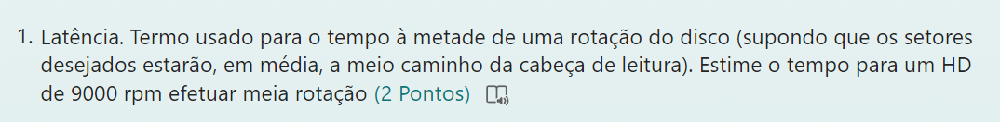 1. Latência. Termo usado para o tempo à metade de uma rotação do disco (supondo que os setores
desejados estarão, em média, a meio caminho da cabeça de leitura). Estime o tempo para um HD
de 9000 rpm efetuar meia rotação (2 Pontos)